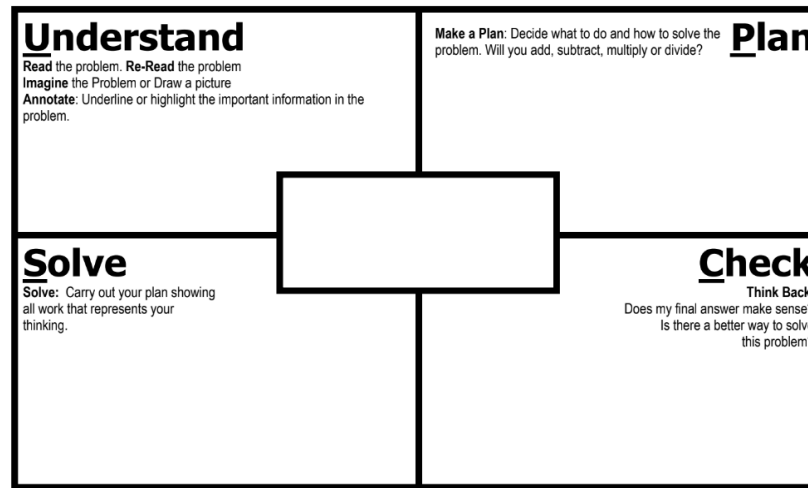 Understand
Read the problem. Re-Read the problem
Imagine the Problem or Draw a picture
Annotate: Underline or highlight the important information in the
problem.
Make a Plan: Decide what to do and how to solve the
problem. Will you add, subtract, multiply or divide?
Plan
Solve
Solve: Carry out your plan showing
all work that represents your
thinking.
Check
Think Back
Does my final answer make sense?
Is there a better way to solve
this problem?